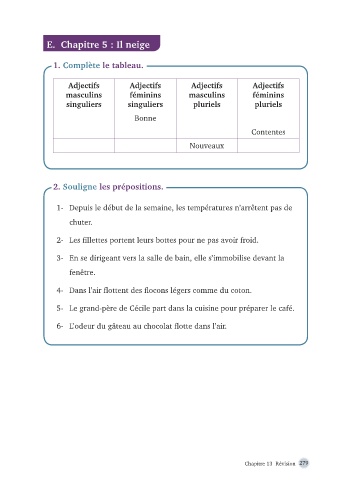 E. Chapitre 5 : Il neige
1. Complète le tableau.
Adjectifs masculins singuliers
Adjectifs féminins singuliers
Adjectifs masculins pluriels
Adjectifs féminins pluriels
Bonne
Contentes
Nouveaux
2. Souligne les prépositions.
1- Depuis le début de la semaine, les températures n'arrêtent pas de
chuter.
2- Les fillettes portent leurs bottes pour ne pas avoir froid.
3- En se dirigeant vers la salle de bain, elle s'immobilise devant la
fenêtre.
4- Dans l'air flottent des flocons légers comme du coton.
5- Le grand-père de Cécile part dans la cuisine pour préparer le café.
6- L'odeur du gâteau au chocolat flotte dans l'air.
Chapitre 13 Révision 279